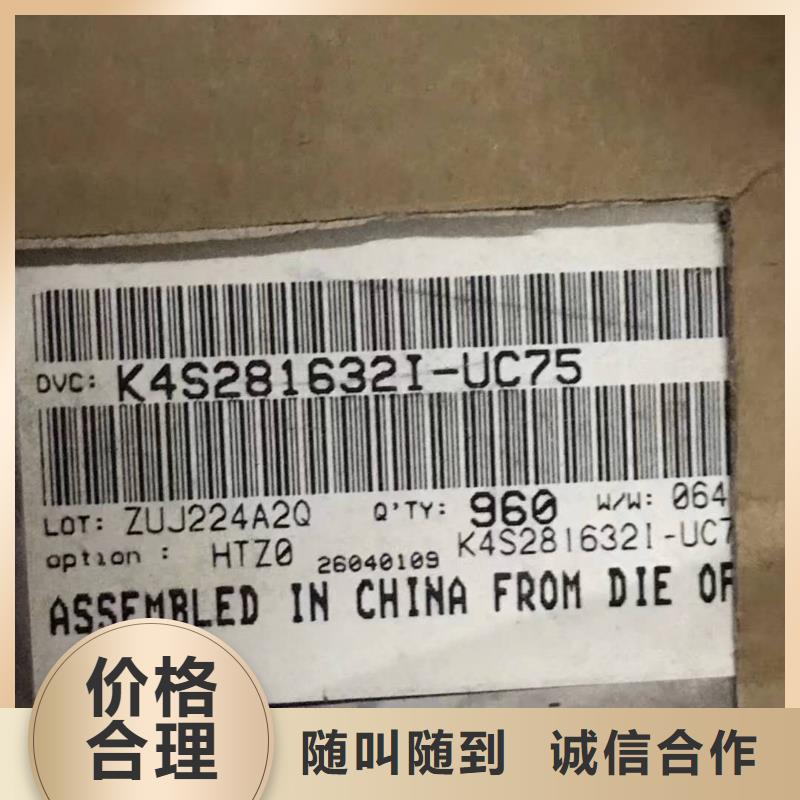 DVC: K4S281632I-UC75
LOT: ZUJ224A2Q Q'TY: 960 W/W: 064
option : HTZ0 26040109 K4S281632I-UC7
ASSEMBLED IN CHINA FROM DIE OF
价格
合理
随叫随到 诚信合作